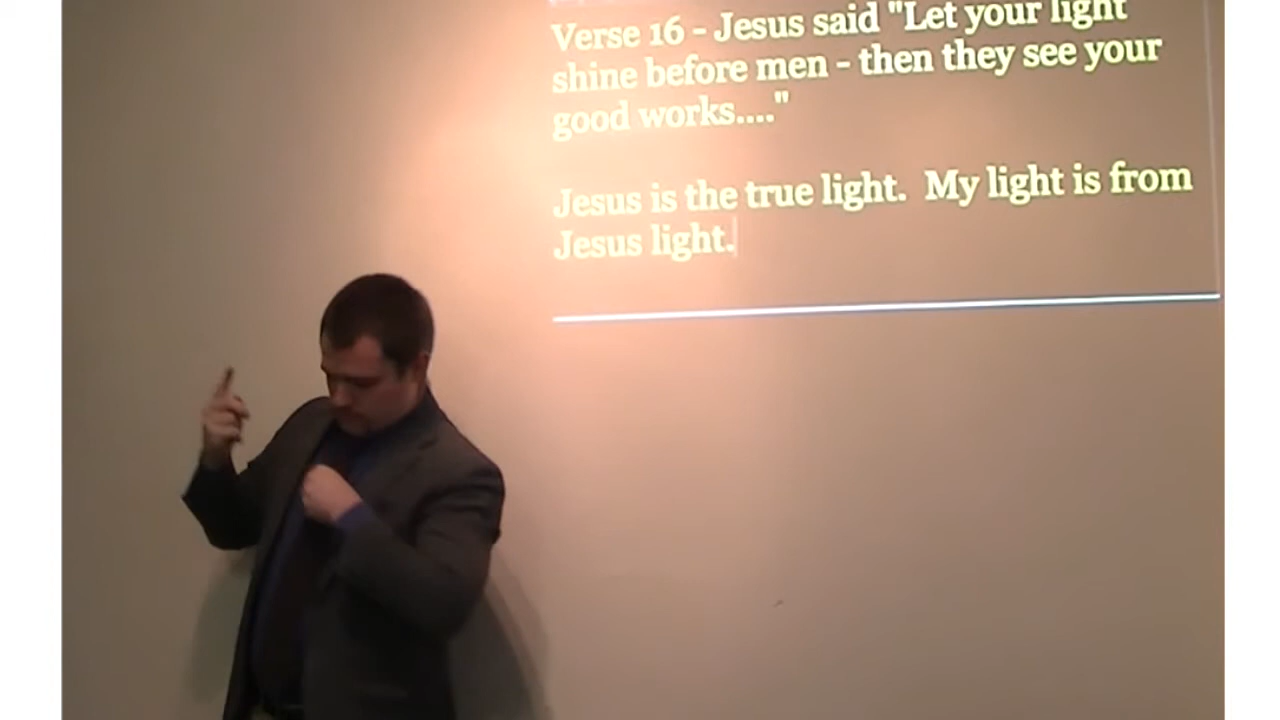 Verse 16 - Jesus said "Let your light
shine before men - then they see your
good works...."
Jesus is the true light.  My light is from
Jesus light.